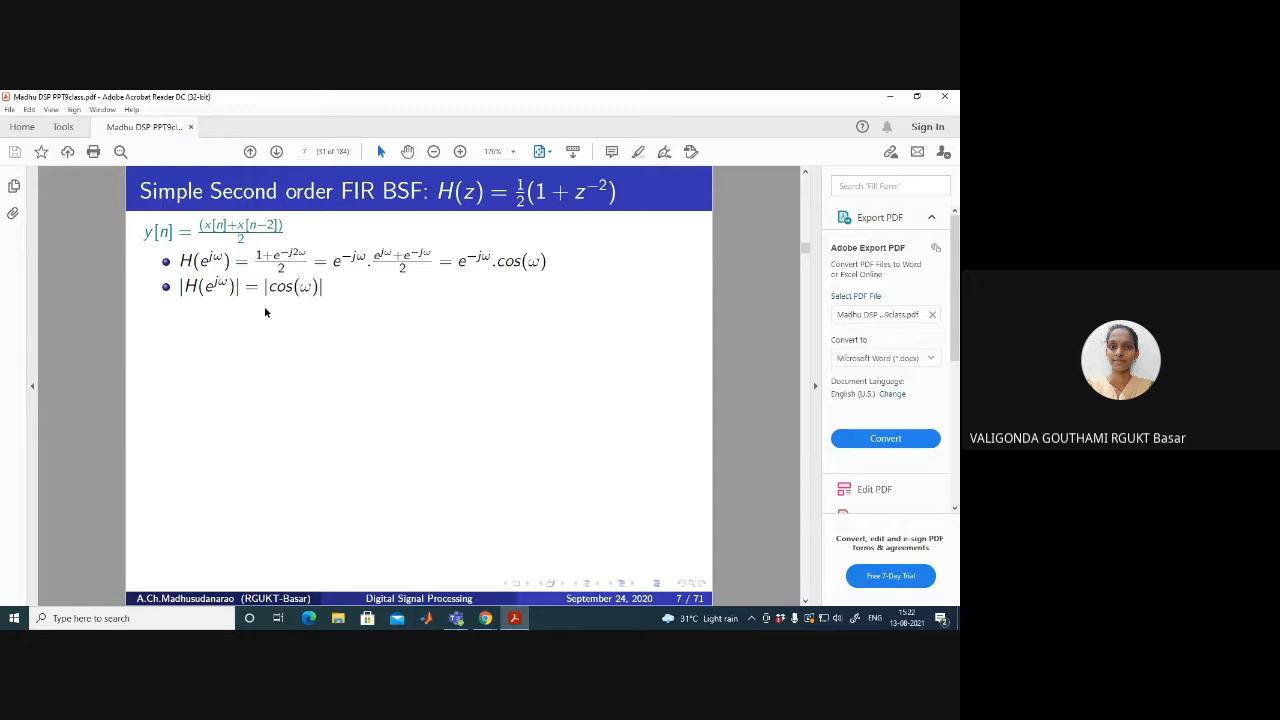 Madhu DSP PPT9class.pdf - Adobe Acrobat Reader DC (32-bit)
File Edit View Sign Window Help
Home Tools Madhu DSP PPT9cl... × Sign In
7 (31 of 184) 176%
Simple Second order FIR BSF: H(z) = ½(1 + z⁻²)
y[n] = (x[n]+x[n−2])/2
H(e^{jω}) = (1+e^{−j2ω})/2 = e^{−jω}.(e^{jω}+e^{−jω})/2 = e^{−jω}.cos(ω)
|H(e^{jω})| = |cos(ω)|
A.Ch.Madhusudanarao (RGUKT-Basar) Digital Signal Processing September 24, 2020 7 / 71
Search "Fill Form"
Export PDF
Adobe Export PDF
Convert PDF Files to Word
or Excel Online
Select PDF File
Madhu DSP ...9class.pdf
Convert to
Microsoft Word (*.docx)
Document Language:
English (U.S.) Change
Convert
Edit PDF
Convert, edit and e-sign PDF
forms & agreements
Free 7-Day Trial
VALIGONDA GOUTHAMI RGUKT Basar
Type here to search
31°C Light rain
ENG
15:22
13-08-2021
2